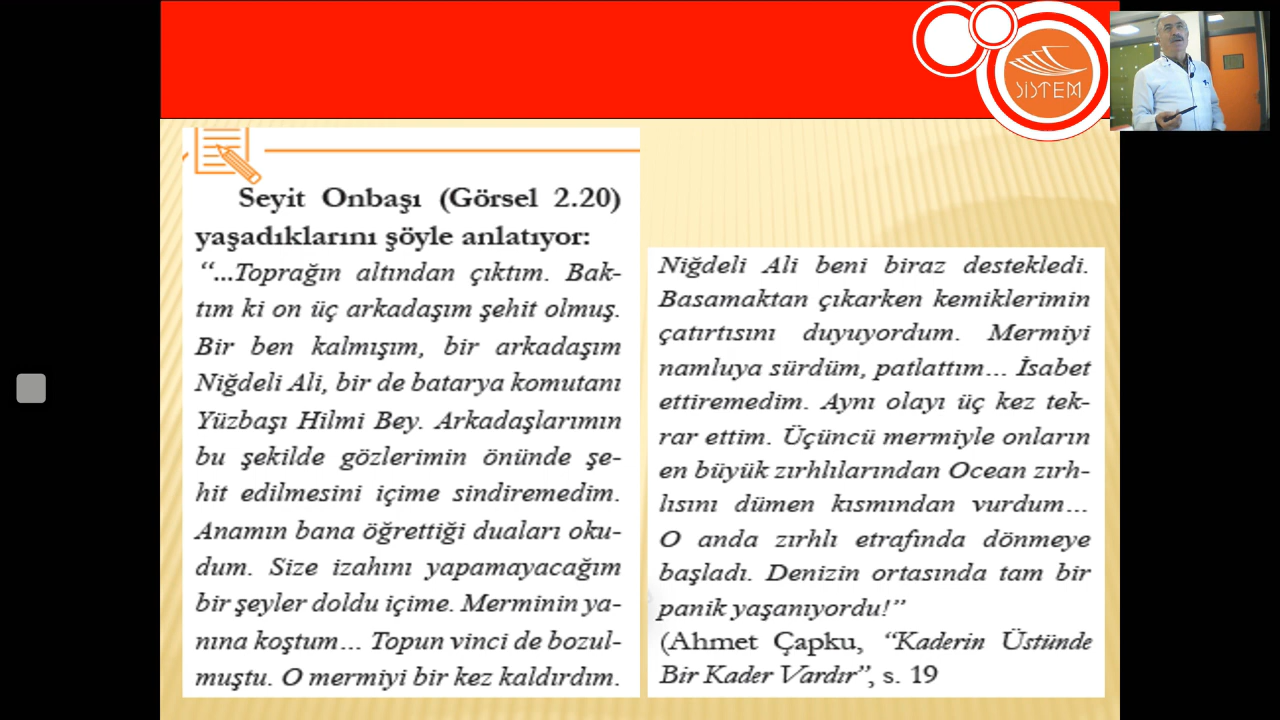 SİSTEM
Seyit Onbaşı (Görsel 2.20)
yaşadıklarını şöyle anlatıyor:
“...Toprağın altından çıktım. Bak-
tım ki on üç arkadaşım şehit olmuş.
Bir ben kalmışım, bir arkadaşım
Niğdeli Ali, bir de batarya komutanı
Yüzbaşı Hilmi Bey. Arkadaşlarımın
bu şekilde gözlerimin önünde şe-
hit edilmesini içime sindiremedim.
Anamın bana öğrettiği duaları oku-
dum. Size izahını yapamayacağım
bir şeyler doldu içime. Merminin ya-
nına koştum... Topun vinci de bozul-
muştu. O mermiyi bir kez kaldırdım.
Niğdeli Ali beni biraz destekledi.
Basamaktan çıkarken kemiklerimin
çatırtısını duyuyordum. Mermiyi
namluya sürdüm, patlattım... İsabet
ettiremedim. Aynı olayı üç kez tek-
rar ettim. Üçüncü mermiyle onların
en büyük zırhlılarından Ocean zırh-
lısını dümen kısmından vurdum...
O anda zırhlı etrafında dönmeye
başladı. Denizin ortasında tam bir
panik yaşanıyordu!”
(Ahmet Çapku, “Kaderin Üstünde
Bir Kader Vardır”, s. 19